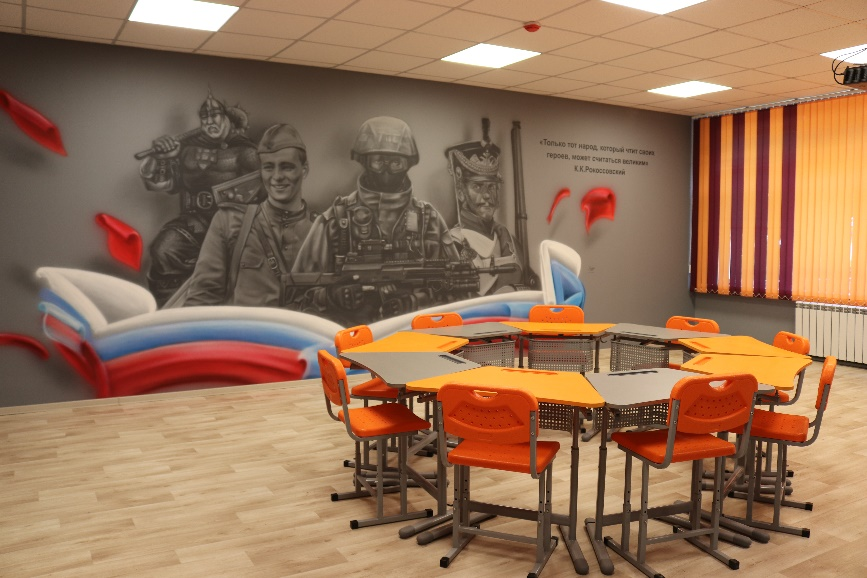 «Только тот народ, который чтит своих
героев, может считаться великим»
К.К.Рокоссовский